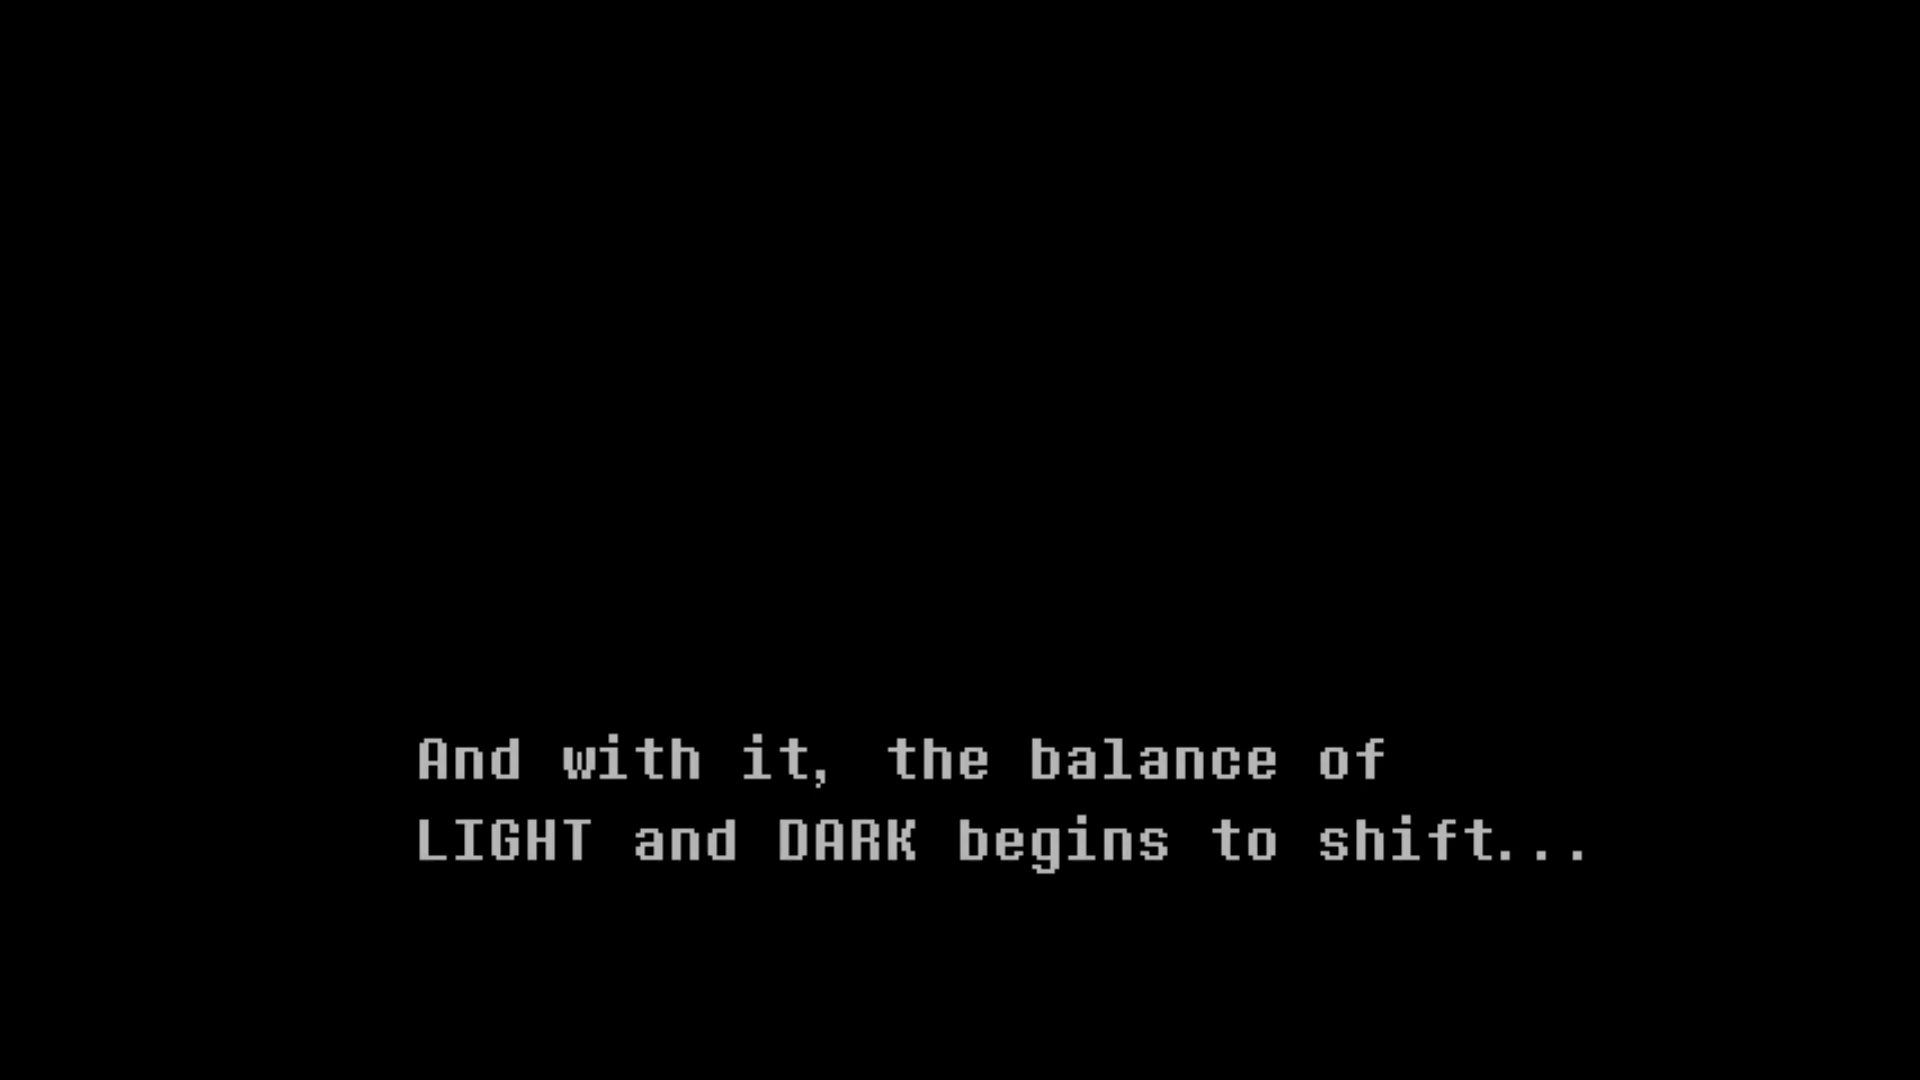 And with it, the balance of
LIGHT and DARK begins to shift...